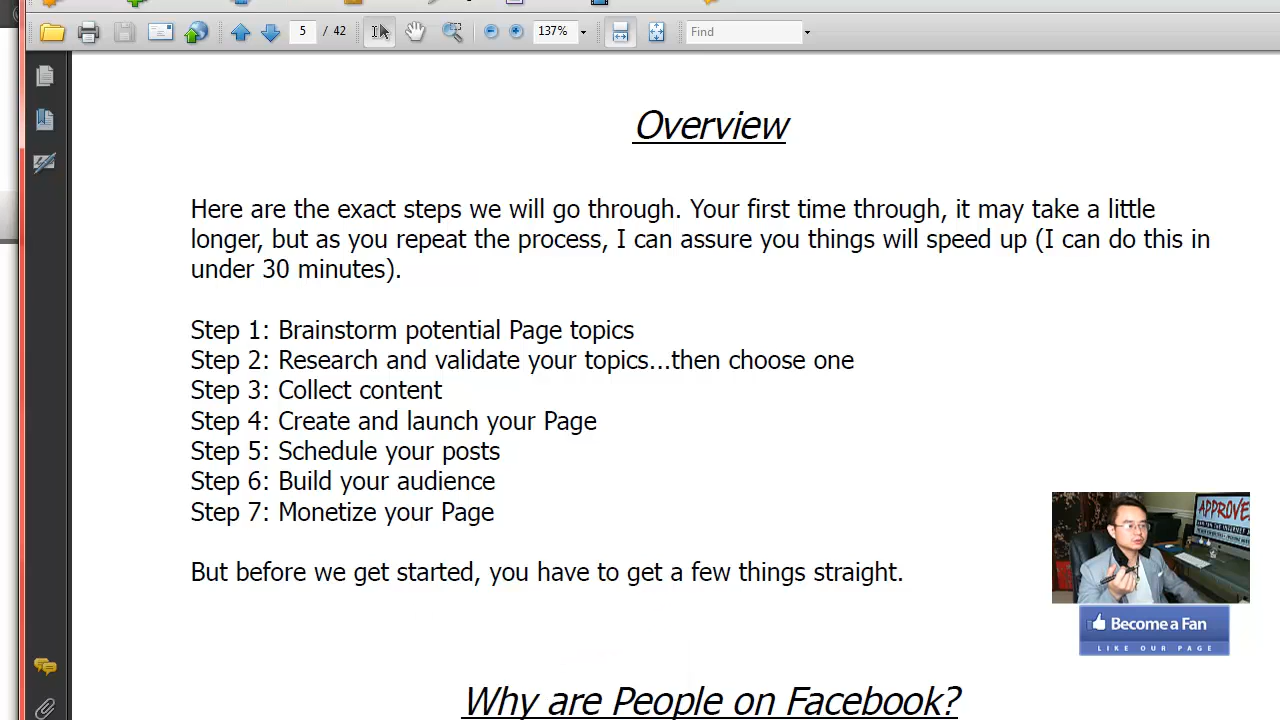 5 / 42 137% Find
Overview
Here are the exact steps we will go through. Your first time through, it may take a little
longer, but as you repeat the process, I can assure you things will speed up (I can do this in
under 30 minutes).
Step 1: Brainstorm potential Page topics
Step 2: Research and validate your topics...then choose one
Step 3: Collect content
Step 4: Create and launch your Page
Step 5: Schedule your posts
Step 6: Build your audience
Step 7: Monetize your Page
But before we get started, you have to get a few things straight.
APPROVE
Become a Fan
LIKE OUR PAGE
Why are People on Facebook?